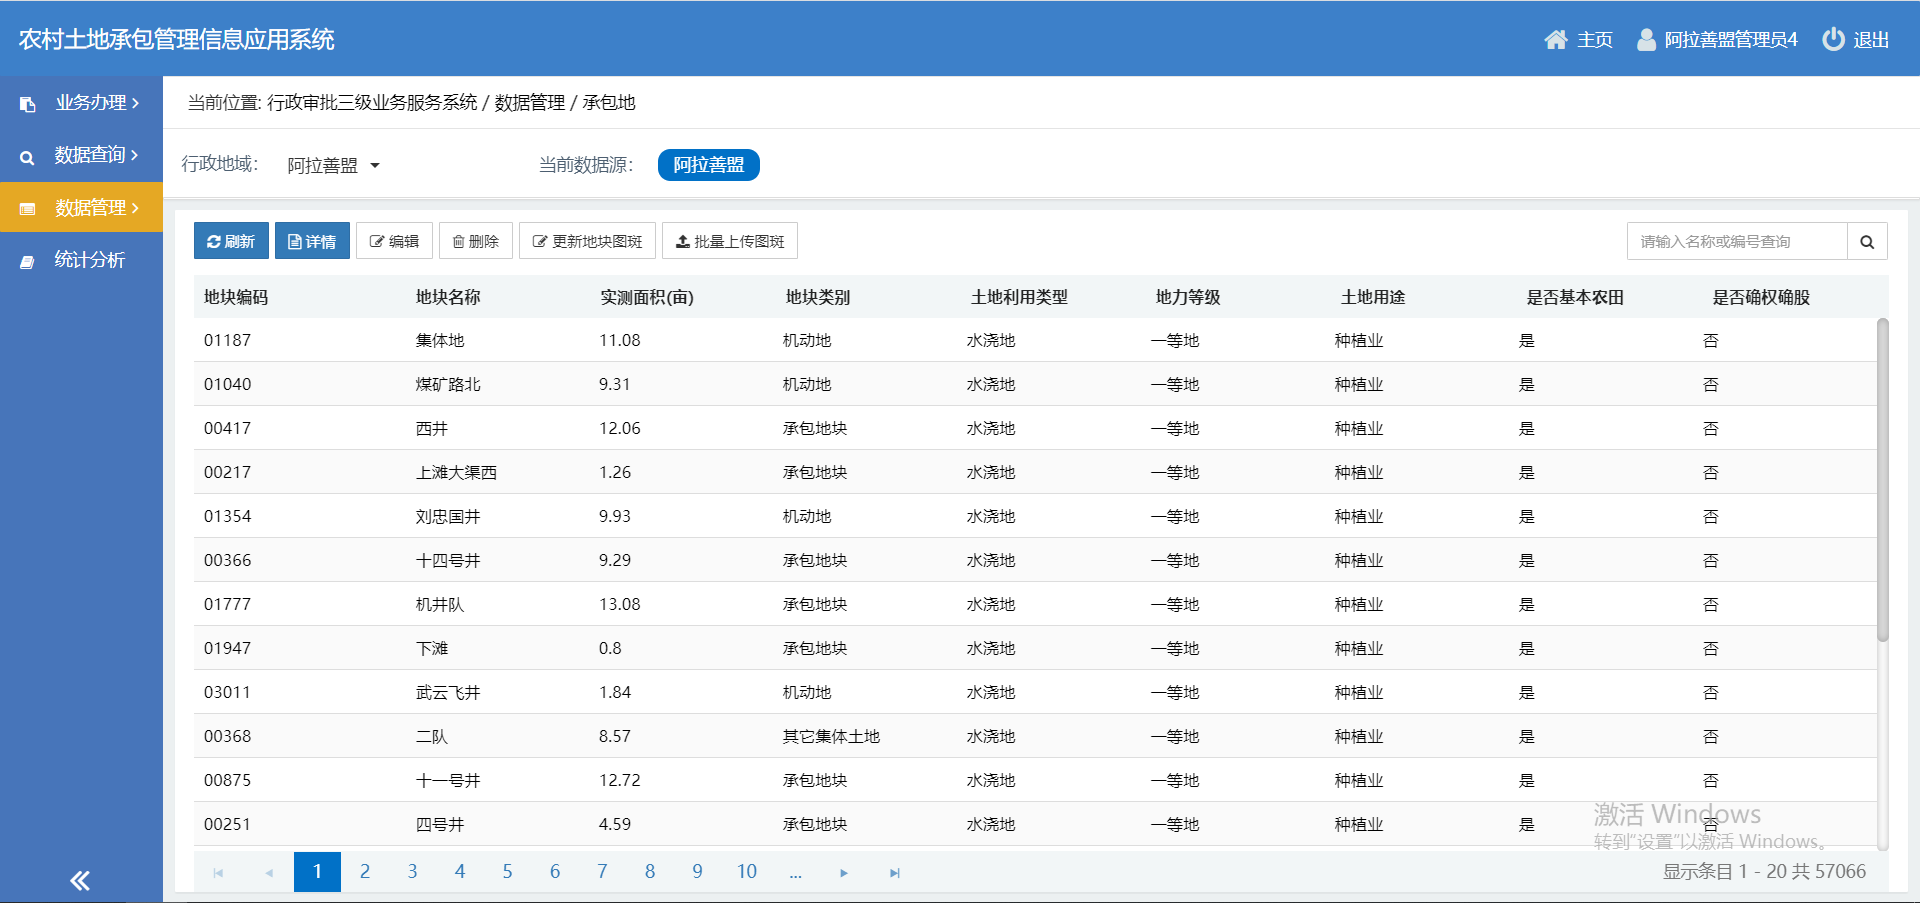 农村土地承包管理信息应用系统
主页 阿拉善盟管理员4 退出
业务办理
数据查询
数据管理
统计分析
当前位置: 行政审批三级业务服务系统 / 数据管理 / 承包地
行政地域: 阿拉善盟 当前数据源: 阿拉善盟
刷新 详情 编辑 删除 更新地块图斑 批量上传图斑 请输入名称或编号查询
地块编码 地块名称 实测面积(亩) 地块类别 土地利用类型 地力等级 土地用途 是否基本农田 是否确权确股
01187 集体地 11.08 机动地 水浇地 一等地 种植业 是 否
01040 煤矿路北 9.31 机动地 水浇地 一等地 种植业 是 否
00417 西井 12.06 承包地块 水浇地 一等地 种植业 是 否
00217 上滩大渠西 1.26 承包地块 水浇地 一等地 种植业 是 否
01354 刘忠国井 9.93 机动地 水浇地 一等地 种植业 是 否
00366 十四号井 9.29 承包地块 水浇地 一等地 种植业 是 否
01777 机井队 13.08 承包地块 水浇地 一等地 种植业 是 否
01947 下滩 0.8 承包地块 水浇地 一等地 种植业 是 否
03011 武云飞井 1.84 机动地 水浇地 一等地 种植业 是 否
00368 二队 8.57 其它集体土地 水浇地 一等地 种植业 是 否
00875 十一号井 12.72 承包地块 水浇地 一等地 种植业 是 否
00251 四号井 4.59 承包地块 水浇地 一等地 种植业 是 否
激活 Windows
转到“设置”以激活 Windows。
1 2 3 4 5 6 7 8 9 10 ... 显示条目 1 - 20 共 57066